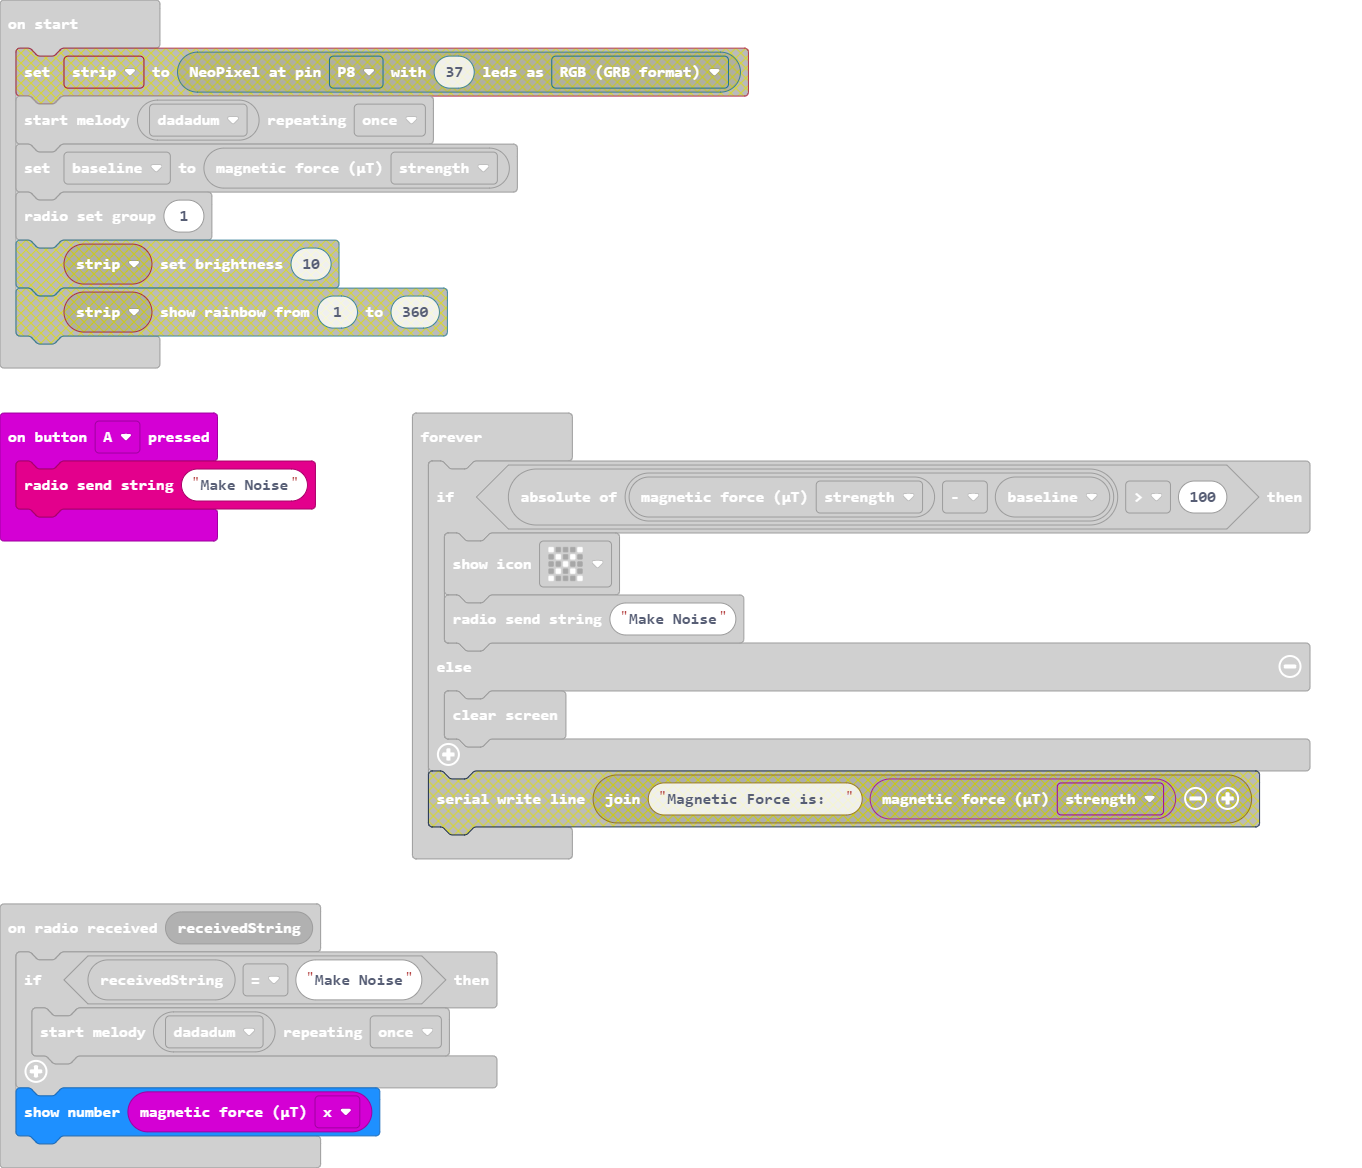 on start
set strip to NeoPixel at pin P8 with 37 leds as RGB (GRB format)
start melody dadadum repeating once
set baseline to magnetic force (µT) strength
radio set group 1
strip set brightness 10
strip show rainbow from 1 to 360
on button A pressed
radio send string "Make Noise"
forever
if absolute of magnetic force (µT) strength - baseline > 100 then
show icon
radio send string "Make Noise"
else
clear screen
serial write line join "Magnetic Force is:  " magnetic force (µT) strength
on radio received receivedString
if receivedString = "Make Noise" then
start melody dadadum repeating once
show number magnetic force (µT) x